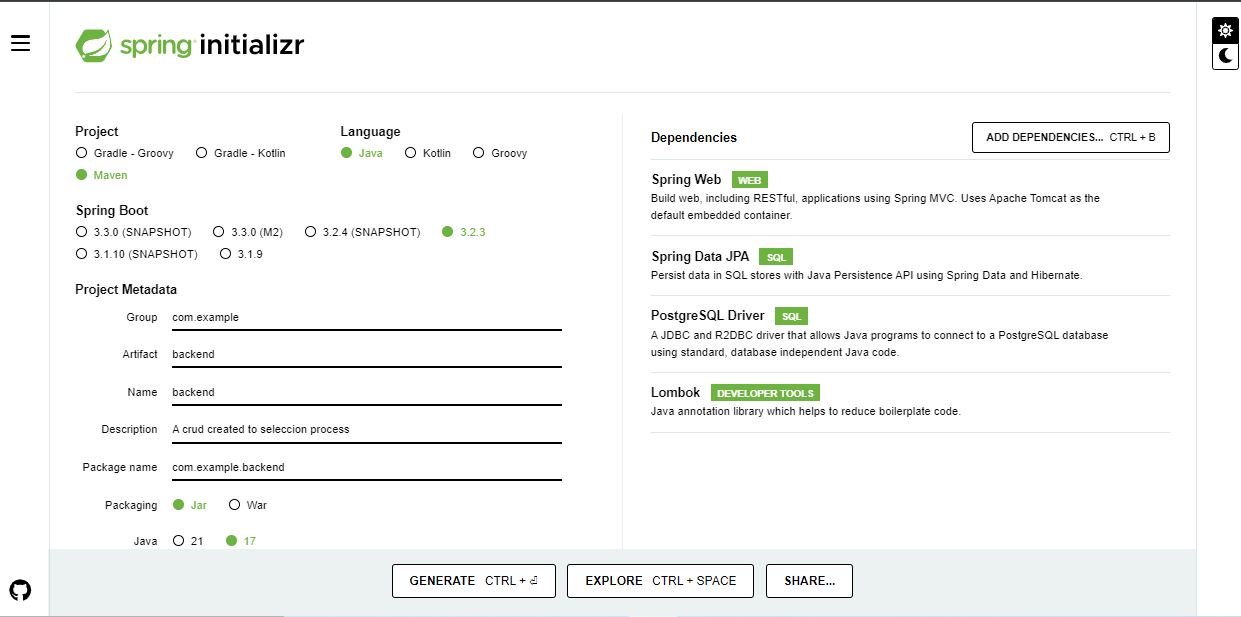 spring initializr
Project
Gradle - Groovy Gradle - Kotlin
Maven
Language
Java Kotlin Groovy
Spring Boot
3.3.0 (SNAPSHOT) 3.3.0 (M2) 3.2.4 (SNAPSHOT) 3.2.3
3.1.10 (SNAPSHOT) 3.1.9
Project Metadata
Group com.example
Artifact backend
Name backend
Description A crud created to seleccion process
Package name com.example.backend
Packaging Jar War
Java 21 17
Dependencies ADD DEPENDENCIES... CTRL + B
Spring Web WEB
Build web, including RESTful, applications using Spring MVC. Uses Apache Tomcat as the
default embedded container.
Spring Data JPA SQL
Persist data in SQL stores with Java Persistence API using Spring Data and Hibernate.
PostgreSQL Driver SQL
A JDBC and R2DBC driver that allows Java programs to connect to a PostgreSQL database
using standard, database independent Java code.
Lombok DEVELOPER TOOLS
Java annotation library which helps to reduce boilerplate code.
GENERATE CTRL + ⏎ EXPLORE CTRL + SPACE SHARE...